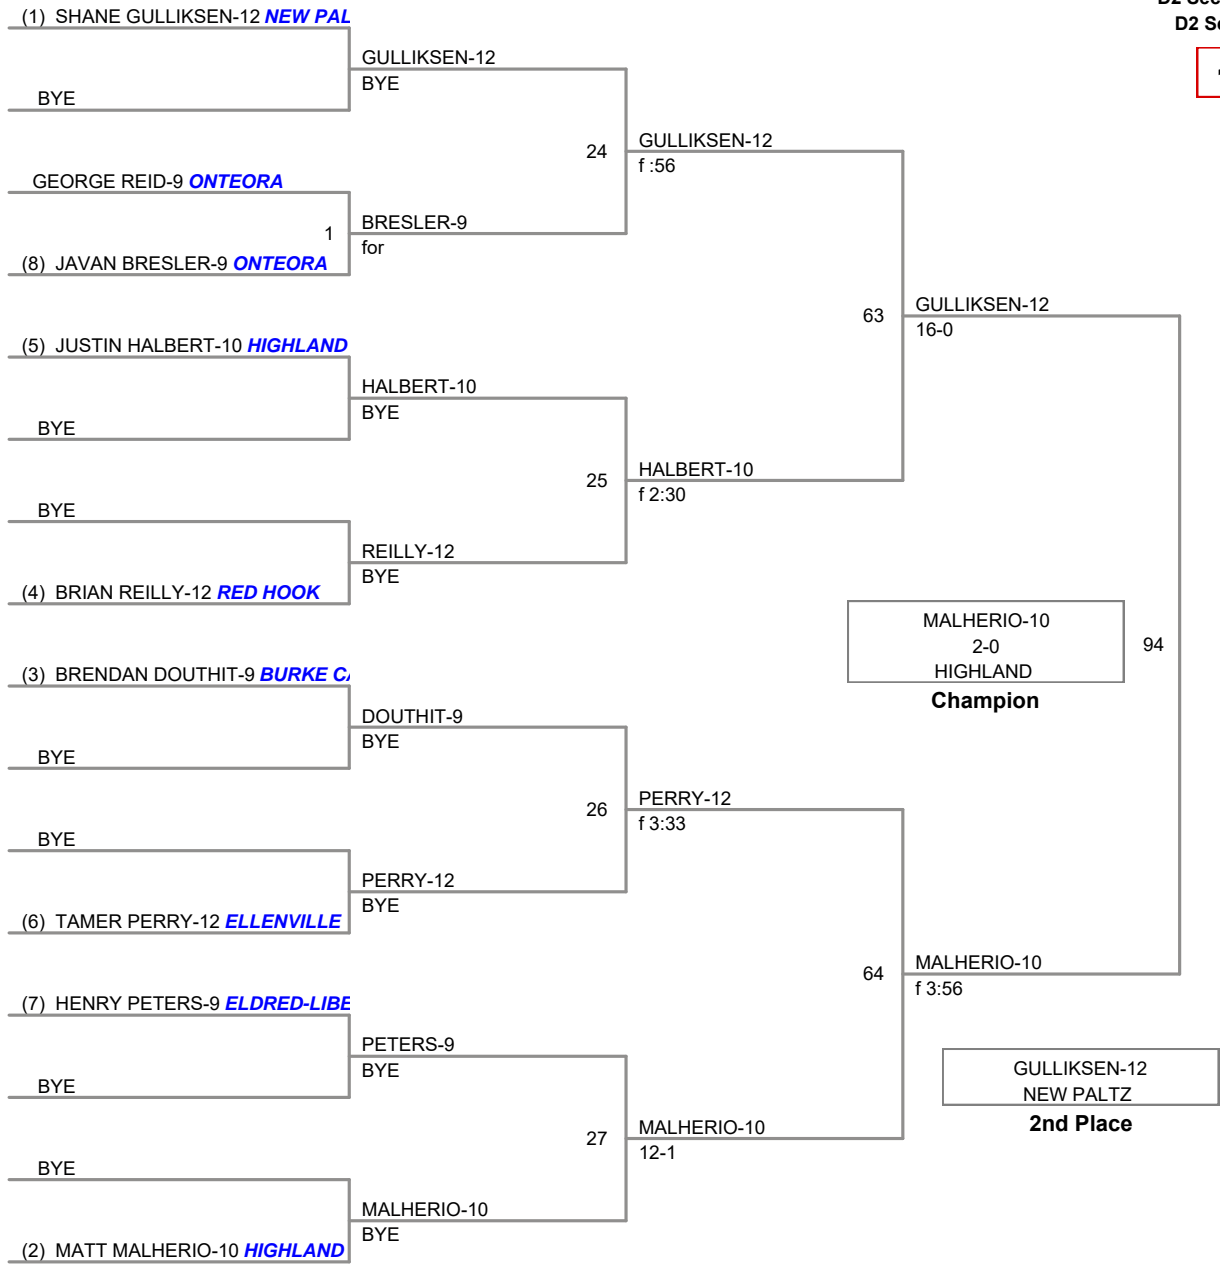 (1) SHANE GULLIKSEN-12 NEW PAL
D2 Se
GULLIKSEN-12
BYE
BYE
GULLIKSEN-12
24
f :56
GEORGE REID-9 ONTEORA
BRESLER-9
1
for
(8) JAVAN BRESLER-9 ONTEORA
GULLIKSEN-12
63
16-0
(5) JUSTIN HALBERT-10 HIGHLAND
HALBERT-10
BYE
BYE
HALBERT-10
25
f 2:30
BYE
REILLY-12
BYE
(4) BRIAN REILLY-12 RED HOOK
MALHERIO-10
2-0
94
HIGHLAND
Champion
(3) BRENDAN DOUTHIT-9 BURKE
DOUTHIT-9
BYE
BYE
PERRY-12
26
f 3:33
BYE
PERRY-12
BYE
(6) TAMER PERRY-12 ELLENVILLE
MALHERIO-10
64
f 3:56
(7) HENRY PETERS-9 ELDRED-LIBE
PETERS-9
BYE
BYE
GULLIKSEN-12
NEW PALTZ
2nd Place
MALHERIO-10
27
12-1
BYE
MALHERIO-10
BYE
(2) MATT MALHERIO-10 HIGHLAND